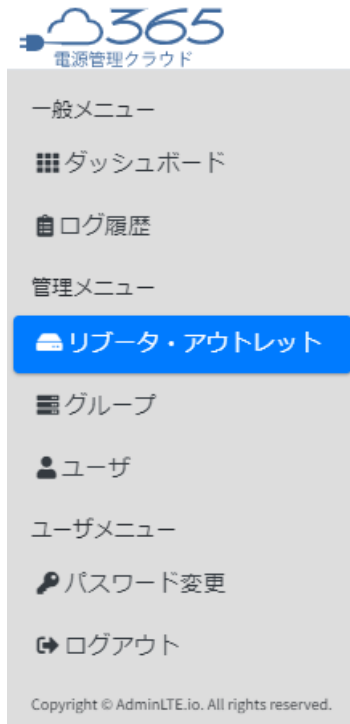 365
電源管理クラウド
一般メニュー
ダッシュボード
ログ履歴
管理メニュー
リブータ・アウトレット
グループ
ユーザ
ユーザメニュー
パスワード変更
ログアウト
Copyright © AdminLTE.io. All rights reserved.